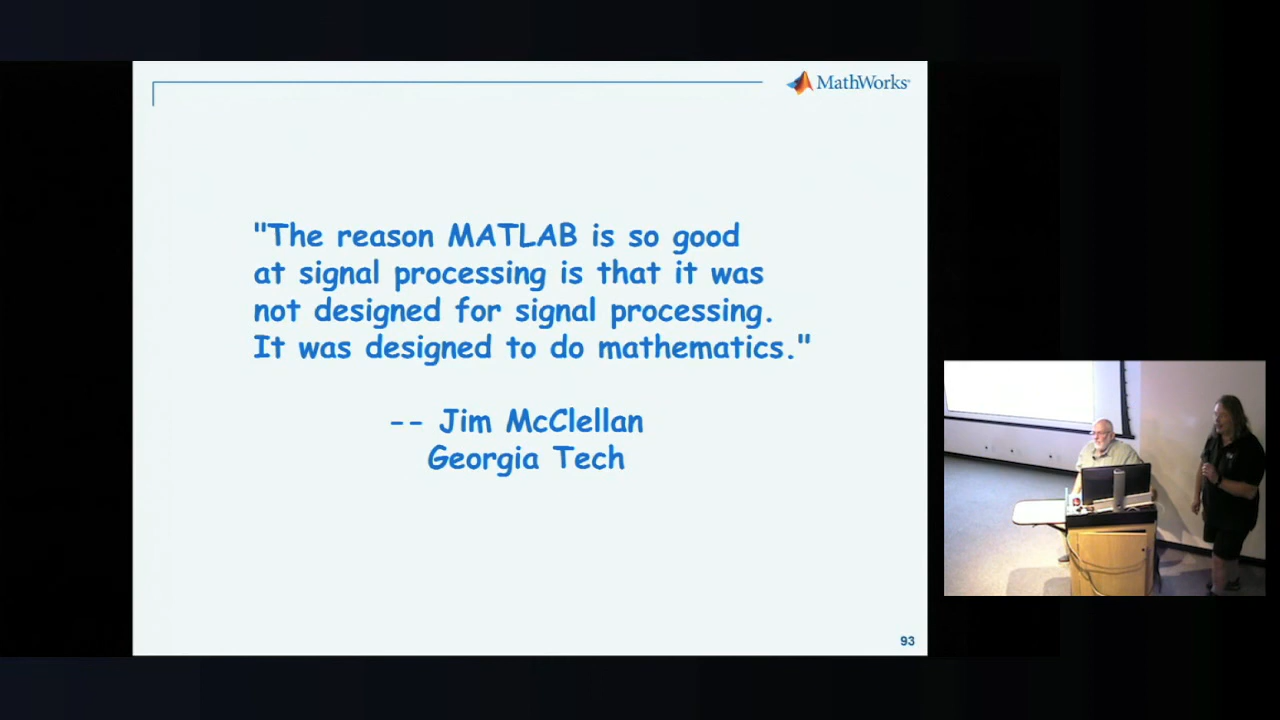 MathWorks®
"The reason MATLAB is so good
at signal processing is that it was
not designed for signal processing.
It was designed to do mathematics."
-- Jim McClellan
Georgia Tech
93